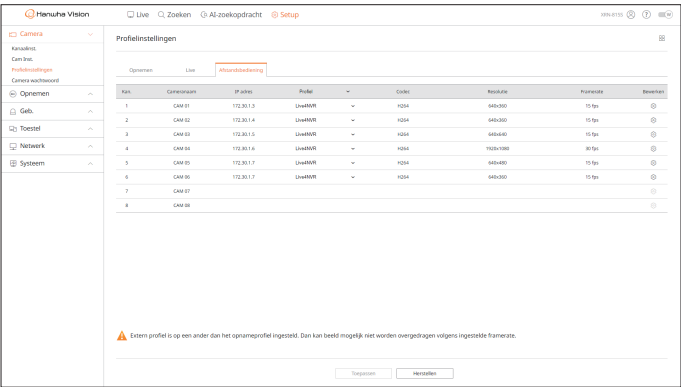 Hanwha Vision
Live Zoeken AI-zoekopdracht Setup
XRN-815S
Camera
Kanaalinst.
Cam.Inst.
Profielinstellingen
Camera wachtwoord
Opnemen
Geb.
Toestel
Netwerk
Systeem
Profielinstellingen
Opnemen Live Afstandsbediening
Kan. Cameranaam IP adres Profiel Codec Resolutie Framerate Bewerken
1 CAM 01 172.30.1.3 Live4NVR H264 640x360 15 fps
2 CAM 02 172.30.1.4 Live4NVR H264 640x360 15 fps
3 CAM 03 172.30.1.5 Live4NVR H264 640x640 15 fps
4 CAM 04 172.30.1.6 Live4NVR H264 1920x1080 30 fps
5 CAM 05 172.30.1.7 Live4NVR H264 640x480 15 fps
6 CAM 06 172.30.1.7 Live4NVR H264 640x360 15 fps
7 CAM 07
8 CAM 08
Extern profiel is op een ander dan het opnameprofiel ingesteld. Dan kan beeld mogelijk niet worden overgedragen volgens ingestelde framerate.
Toepassen Herstellen